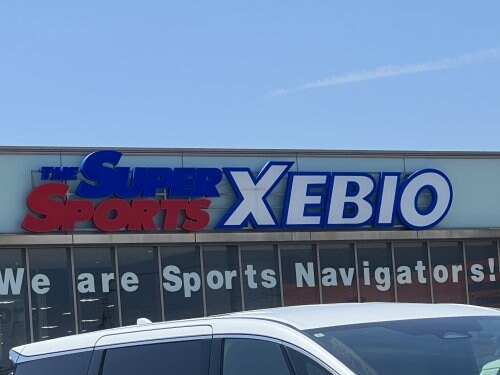 THE SUPER
SPORTS XEBIO
We are Sports Navigators!